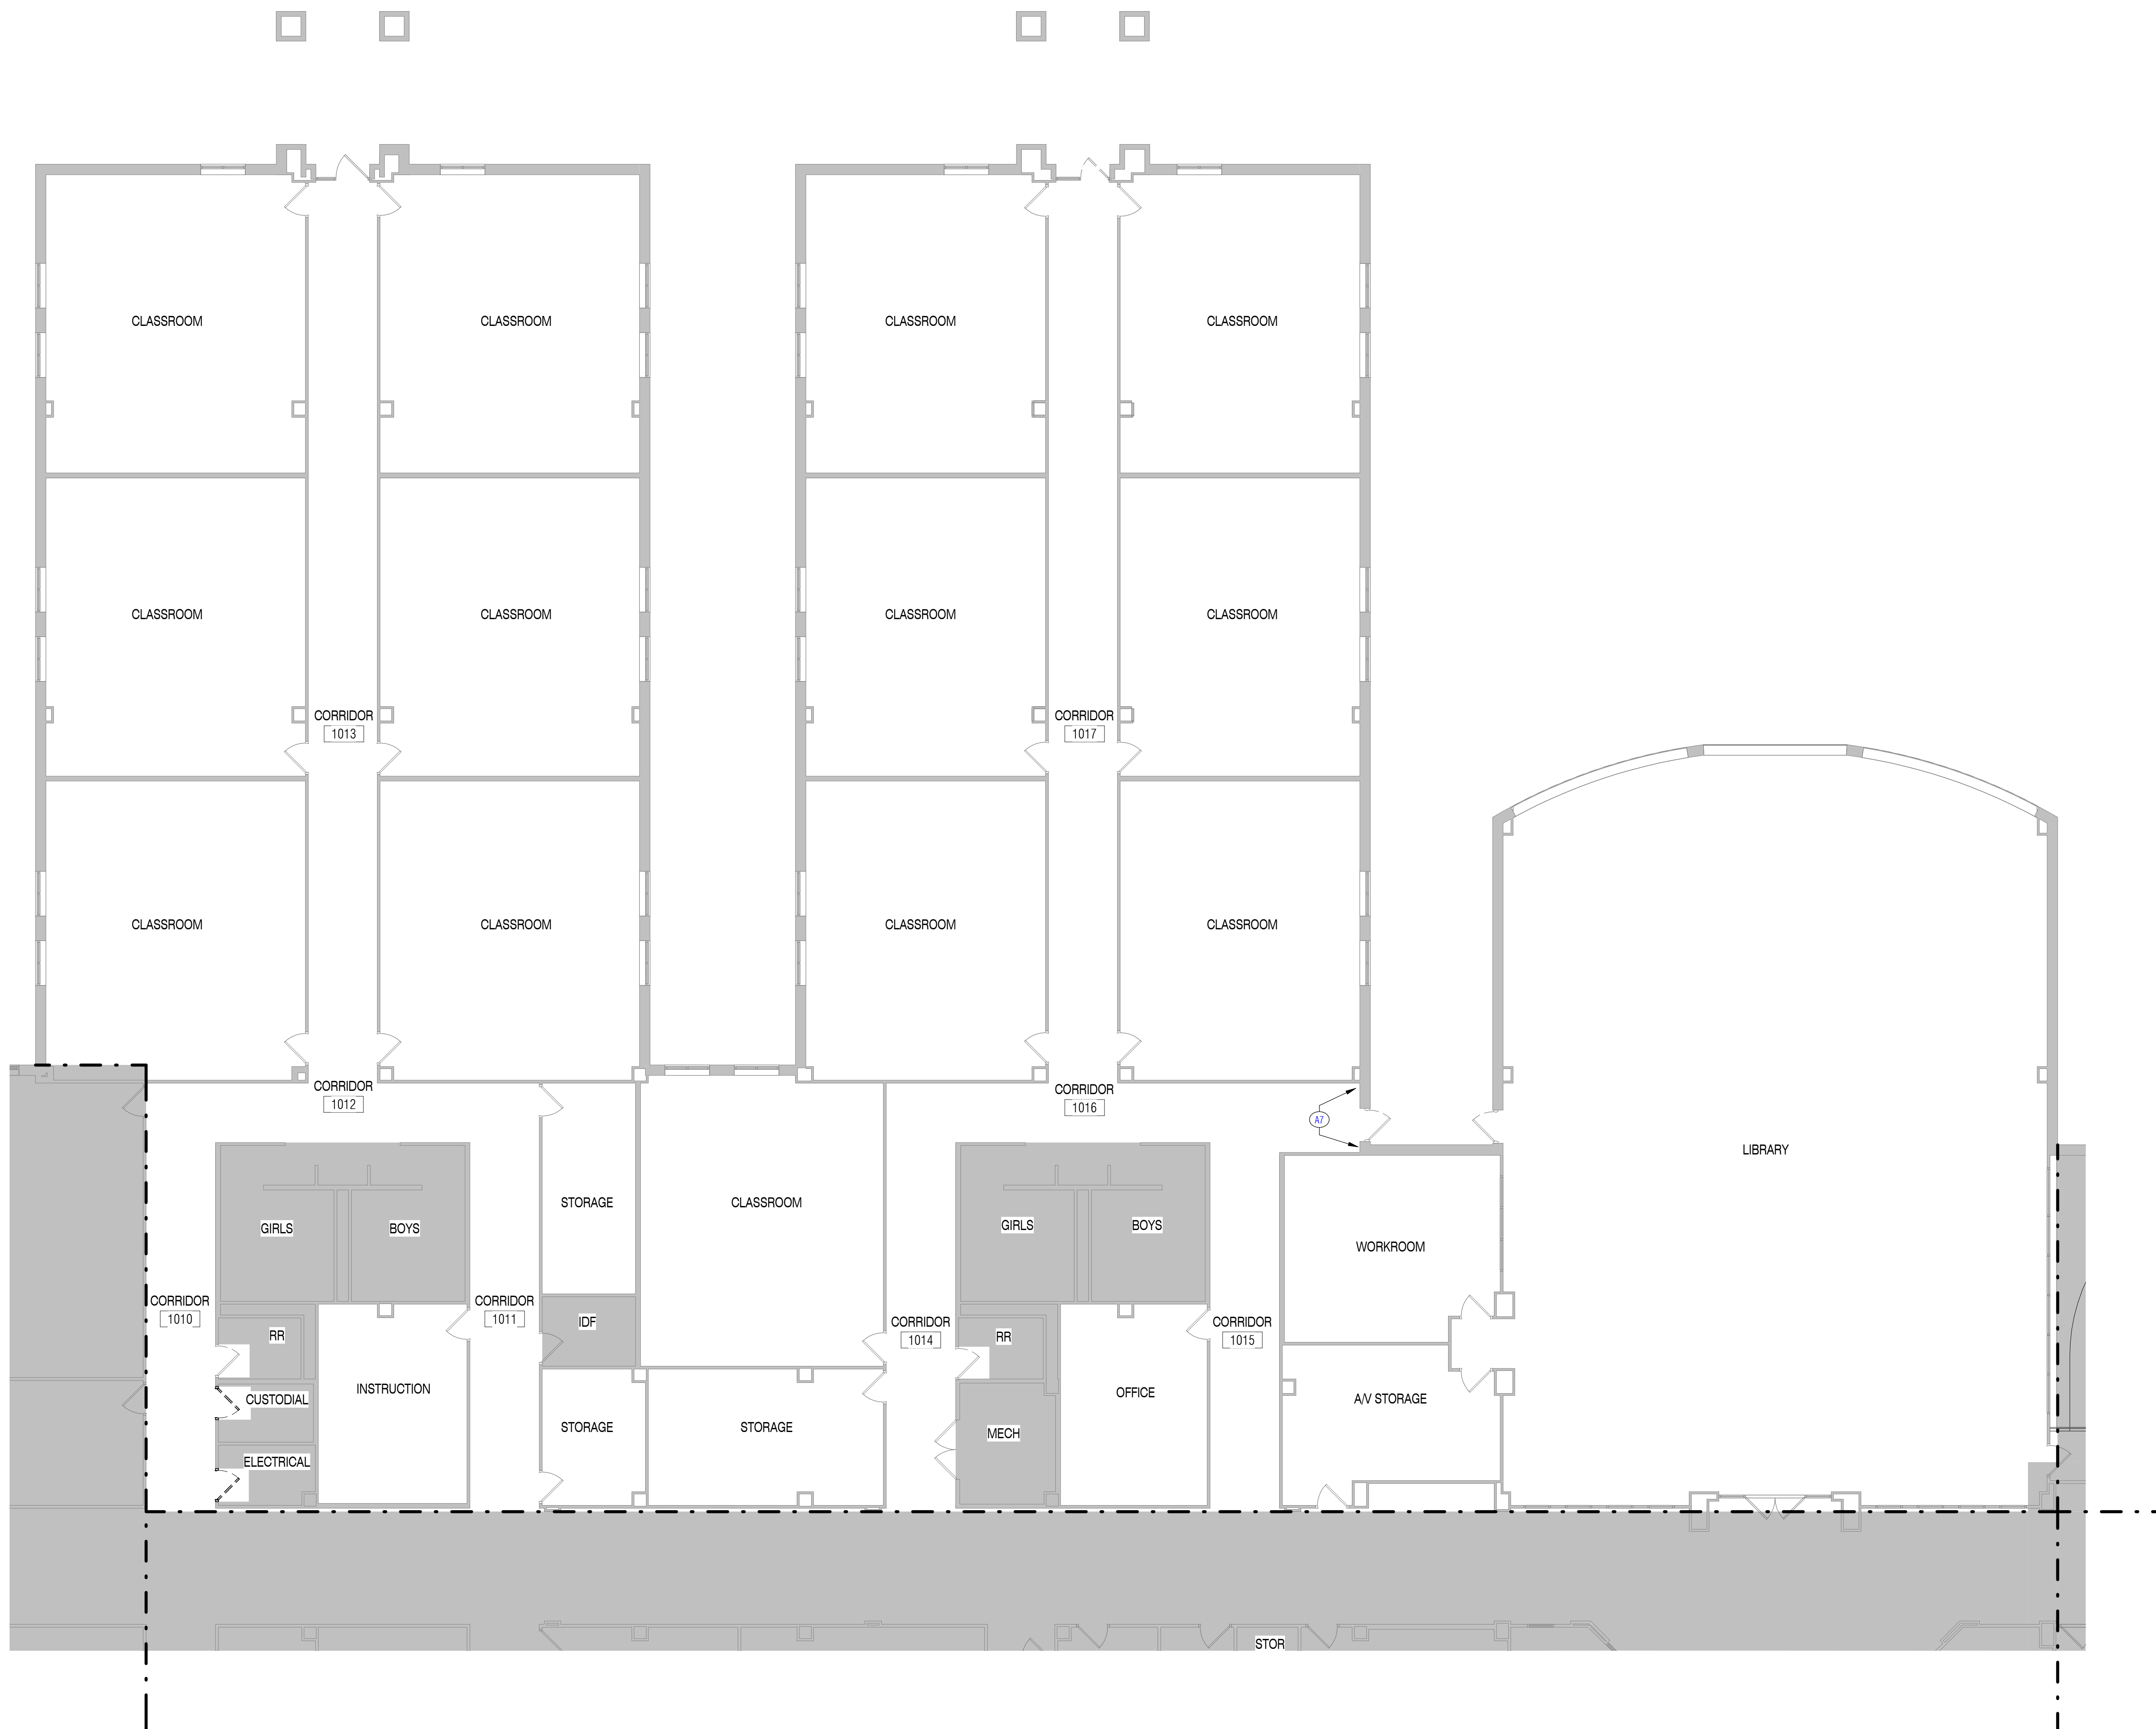 CLASSROOM
CLASSROOM
CLASSROOM
CLASSROOM
CLASSROOM
CLASSROOM
CLASSROOM
CLASSROOM
CORRIDOR
1013
CORRIDOR
1017
CLASSROOM
CLASSROOM
CLASSROOM
CLASSROOM
CORRIDOR
1012
CORRIDOR
1016
A7
LIBRARY
STORAGE
CLASSROOM
GIRLS
BOYS
GIRLS
BOYS
WORKROOM
CORRIDOR
1010
CORRIDOR
1011
IDF
CORRIDOR
1014
CORRIDOR
1015
RR
RR
INSTRUCTION
OFFICE
CUSTODIAL
A/V STORAGE
STORAGE
STORAGE
MECH
ELECTRICAL
STOR